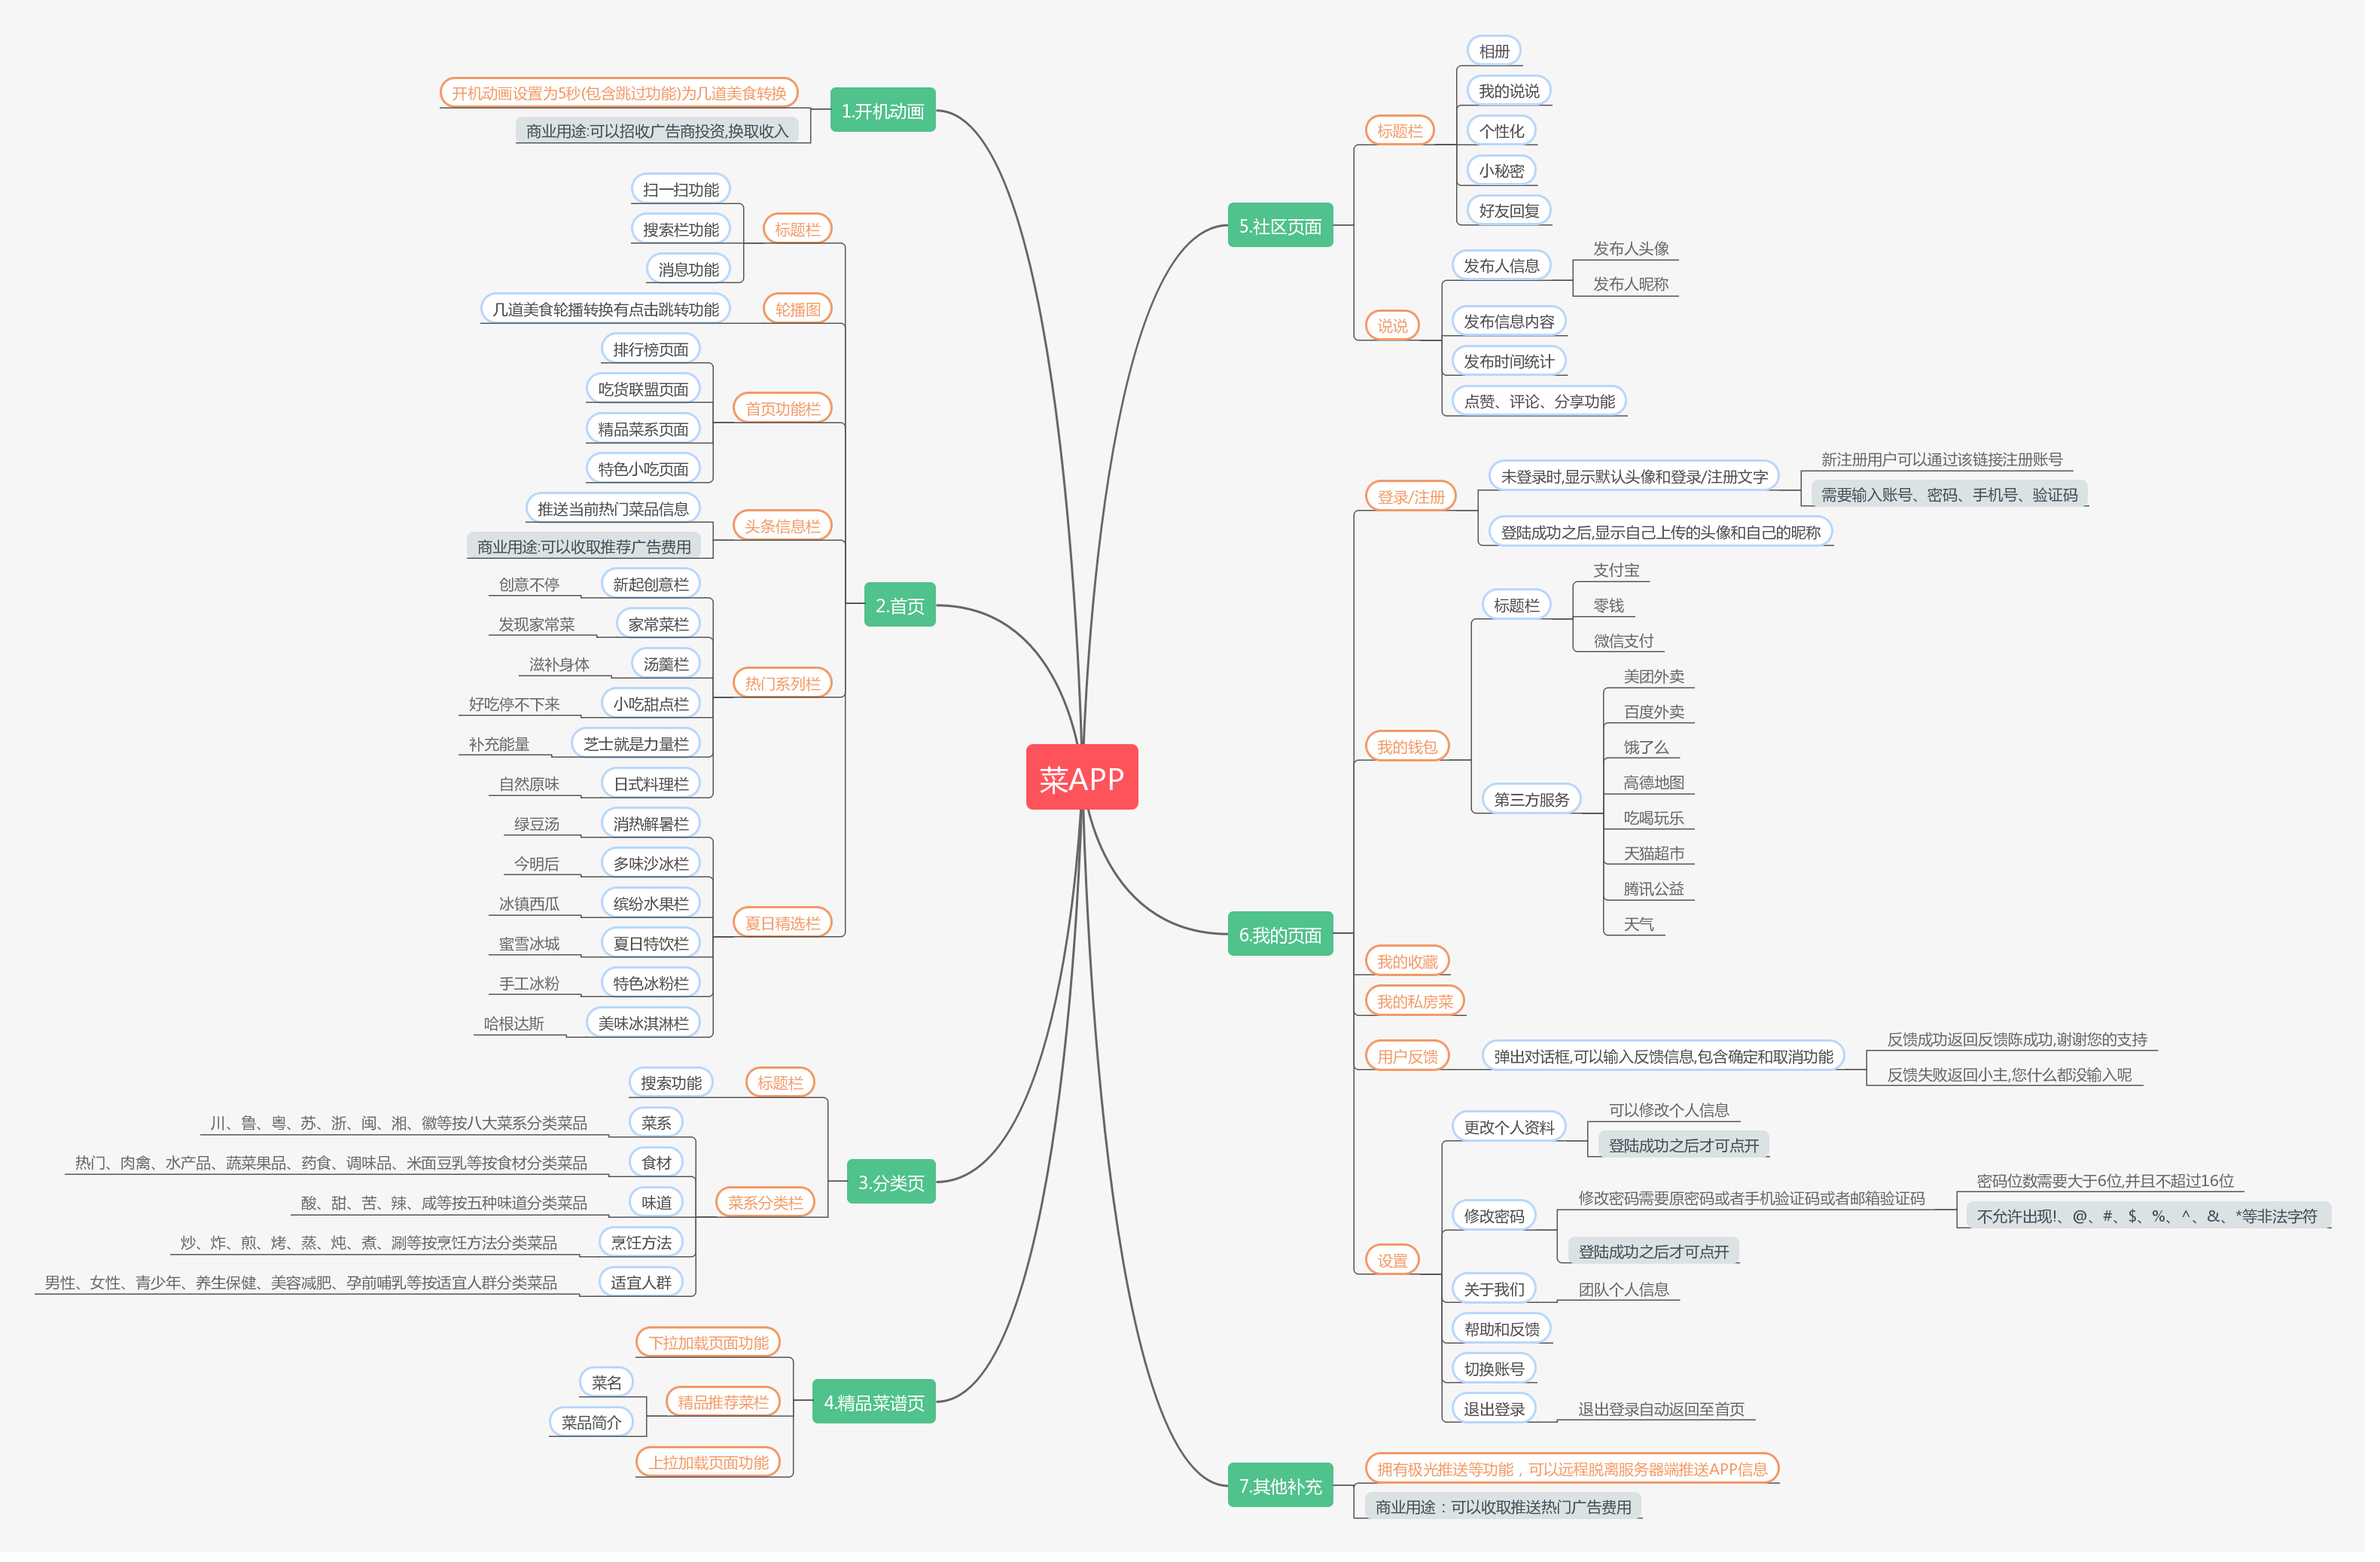 菜APP
1.开机动画
开机动画设置为5秒(包含跳过功能)为几道美食转换
商业用途:可以招收广告商投资,换取收入
2.首页
标题栏
扫一扫功能
搜索栏功能
消息功能
轮播图
几道美食轮播转换有点击跳转功能
首页功能栏
排行榜页面
吃货联盟页面
精品菜系页面
特色小吃页面
头条信息栏
推送当前热门菜品信息
商业用途:可以收取推荐广告费用
热门系列栏
新起创意栏
创意不停
家常菜栏
发现家常菜
汤羹栏
滋补身体
小吃甜点栏
好吃停不下来
芝士就是力量栏
补充能量
日式料理栏
自然原味
夏日精选栏
消热解暑栏
绿豆汤
多味沙冰栏
今明后
缤纷水果栏
冰镇西瓜
夏日特饮栏
蜜雪冰城
特色冰粉栏
手工冰粉
美味冰淇淋栏
哈根达斯
3.分类页
标题栏
搜索功能
菜系分类栏
菜系
川、鲁、粤、苏、浙、闽、湘、徽等按八大菜系分类菜品
食材
热门、肉禽、水产品、蔬菜果品、药食、调味品、米面豆乳等按食材分类菜品
味道
酸、甜、苦、辣、咸等按五种味道分类菜品
烹饪方法
炒、炸、煎、烤、蒸、炖、煮、涮等按烹饪方法分类菜品
适宜人群
男性、女性、青少年、养生保健、美容减肥、孕前哺乳等按适宜人群分类菜品
4.精品菜谱页
下拉加载页面功能
精品推荐菜栏
菜名
菜品简介
上拉加载页面功能
5.社区页面
标题栏
相册
我的说说
个性化
小秘密
好友回复
说说
发布人信息
发布人头像
发布人昵称
发布信息内容
发布时间统计
点赞、评论、分享功能
6.我的页面
登录/注册
未登录时,显示默认头像和登录/注册文字
新注册用户可以通过该链接注册账号
需要输入账号、密码、手机号、验证码
登陆成功之后,显示自己上传的头像和自己的昵称
我的钱包
标题栏
支付宝
零钱
微信支付
第三方服务
美团外卖
百度外卖
饿了么
高德地图
吃喝玩乐
天猫超市
腾讯公益
天气
我的收藏
我的私房菜
用户反馈
弹出对话框,可以输入反馈信息,包含确定和取消功能
反馈成功返回反馈陈成功,谢谢您的支持
反馈失败返回小主,您什么都没输入呢
设置
更改个人资料
可以修改个人信息
登陆成功之后才可点开
修改密码
修改密码需要原密码或者手机验证码或者邮箱验证码
密码位数需要大于6位,并且不超过16位
不允许出现!、@、#、$、%、^、&、*等非法字符
登陆成功之后才可点开
关于我们
团队个人信息
帮助和反馈
切换账号
退出登录
退出登录自动返回至首页
7.其他补充
拥有极光推送等功能，可以远程脱离服务器端推送APP信息
商业用途：可以收取推送热门广告费用